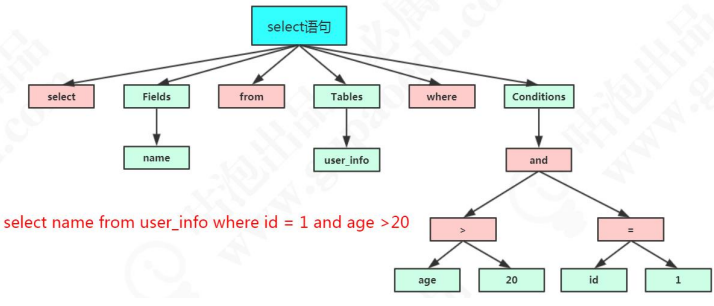 select语句
select
Fields
from
Tables
where
Conditions
name
user_info
and
select name from user_info where id = 1 and age >20
>
=
age
20
id
1